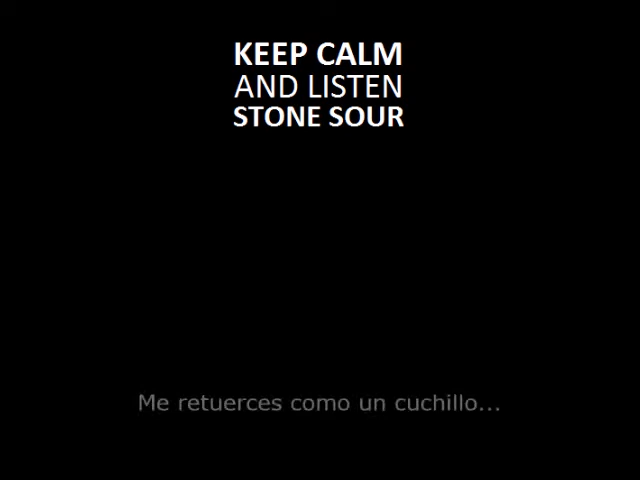 KEEP CALM
AND LISTEN
STONE SOUR
Me retuerces como un cuchillo...